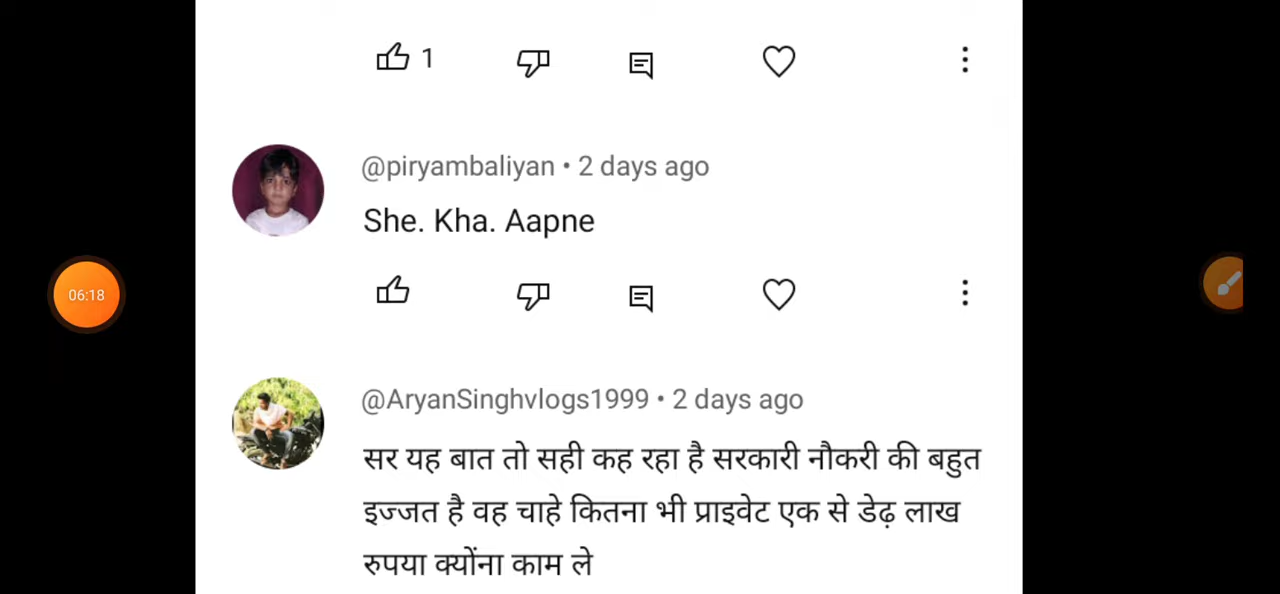 1
@piryambaliyan • 2 days ago
She. Kha. Aapne
06:18
@AryanSinghvlogs1999 • 2 days ago
सर यह बात तो सही कह रहा है सरकारी नौकरी की बहुत
इज्जत है वह चाहे कितना भी प्राइवेट एक से डेढ़ लाख
रुपया क्योंना काम ले